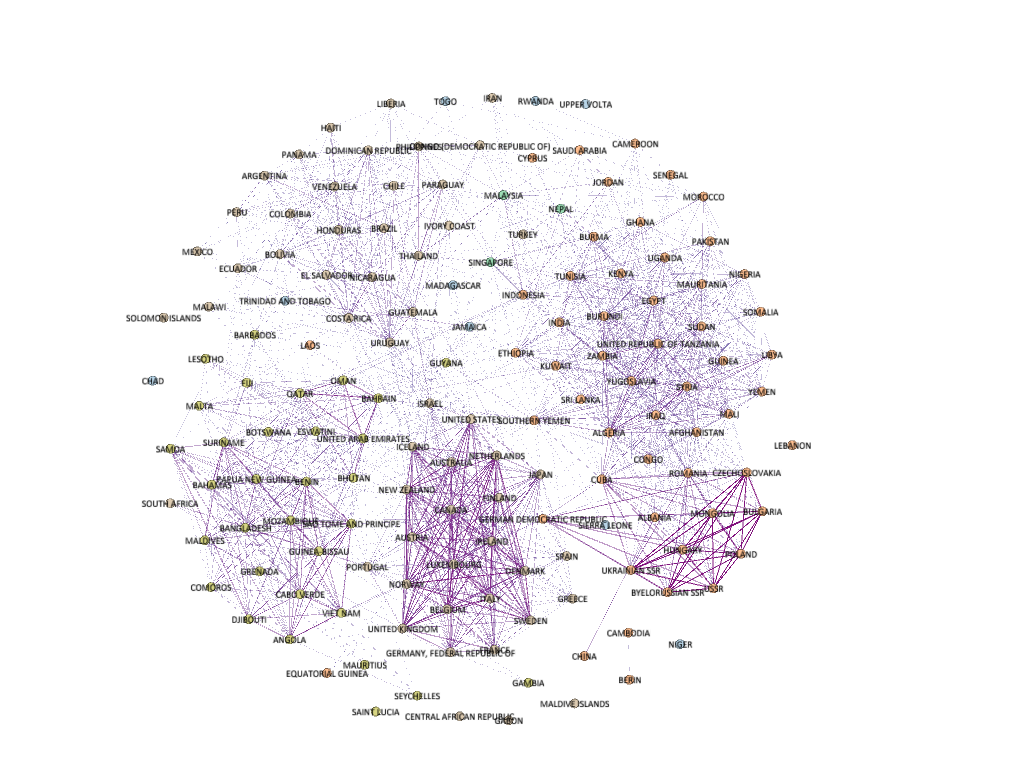 LIBERIA
TOGO
IRAN
RWANDA
UPPER VOLTA
HAITI
DOMINICAN REPUBLIC
(DEMOCRATIC REPUBLIC OF)
CYPRUS
SAUDI ARABIA
CAMEROON
PANAMA
ARGENTINA
VENEZUELA
CHILE
PARAGUAY
MALAYSIA
JORDAN
SENEGAL
MOROCCO
PERU
COLOMBIA
HONDURAS
BRAZIL
IVORY COAST
NEPAL
TURKEY
BURMA
GHANA
PAKISTAN
MEXICO
ECUADOR
BOLIVIA
THAILAND
SINGAPORE
UGANDA
EL SALVADOR
NICARAGUA
MADAGASCAR
INDONESIA
TUNISIA
KENYA
MAURITANIA
NIGERIA
MALAWI
TRINIDAD AND TOBAGO
SOLOMON ISLANDS
COSTA RICA
GUATEMALA
JAMAICA
INDIA
BURUNDI
EGYPT
SUDAN
SOMALIA
BARBADOS
LAOS
URUGUAY
UNITED REPUBLIC OF TANZANIA
LESOTHO
GUYANA
ETHIOPIA
KUWAIT
ZAMBIA
GUINEA
LIBYA
CHAD
FIJI
OMAN
QATAR
BAHRAIN
YUGOSLAVIA
SYRIA
YEMEN
MALTA
ISRAEL
SRI LANKA
UNITED STATES
SOUTHERN YEMEN
IRAQ
MALI
BOTSWANA
ESWATINI
UNITED ARAB EMIRATES
ALGERIA
AFGHANISTAN
SAMOA
SURINAME
ICELAND
AUSTRALIA
NETHERLANDS
CONGO
LEBANON
BAHAMAS
PAPUA NEW GUINEA
BENIN
BHUTAN
JAPAN
CUBA
ROMANIA
CZECHOSLOVAKIA
SOUTH AFRICA
NEW ZEALAND
FINLAND
CANADA
GERMAN DEMOCRATIC REPUBLIC
SIERRA LEONE
ALBANIA
MONGOLIA
BULGARIA
BANGLADESH
MOZAMBIQUE
SAO TOME AND PRINCIPE
MALDIVES
GUINEA-BISSAU
AUSTRIA
IRELAND
HUNGARY
POLAND
GRENADA
PORTUGAL
LUXEMBOURG
DENMARK
SPAIN
UKRAINIAN SSR
COMOROS
CABO VERDE
NORWAY
ITALY
GREECE
BYELORUSSIAN SSR
USSR
DJIBOUTI
VIET NAM
BELGIUM
SWEDEN
ANGOLA
UNITED KINGDOM
CAMBODIA
NIGER
GERMANY, FEDERAL REPUBLIC OF
FRANCE
CHINA
MAURITIUS
EQUATORIAL GUINEA
GAMBIA
BERIN
SEYCHELLES
MALDIVE ISLANDS
SAINT LUCIA
CENTRAL AFRICAN REPUBLIC
GABON